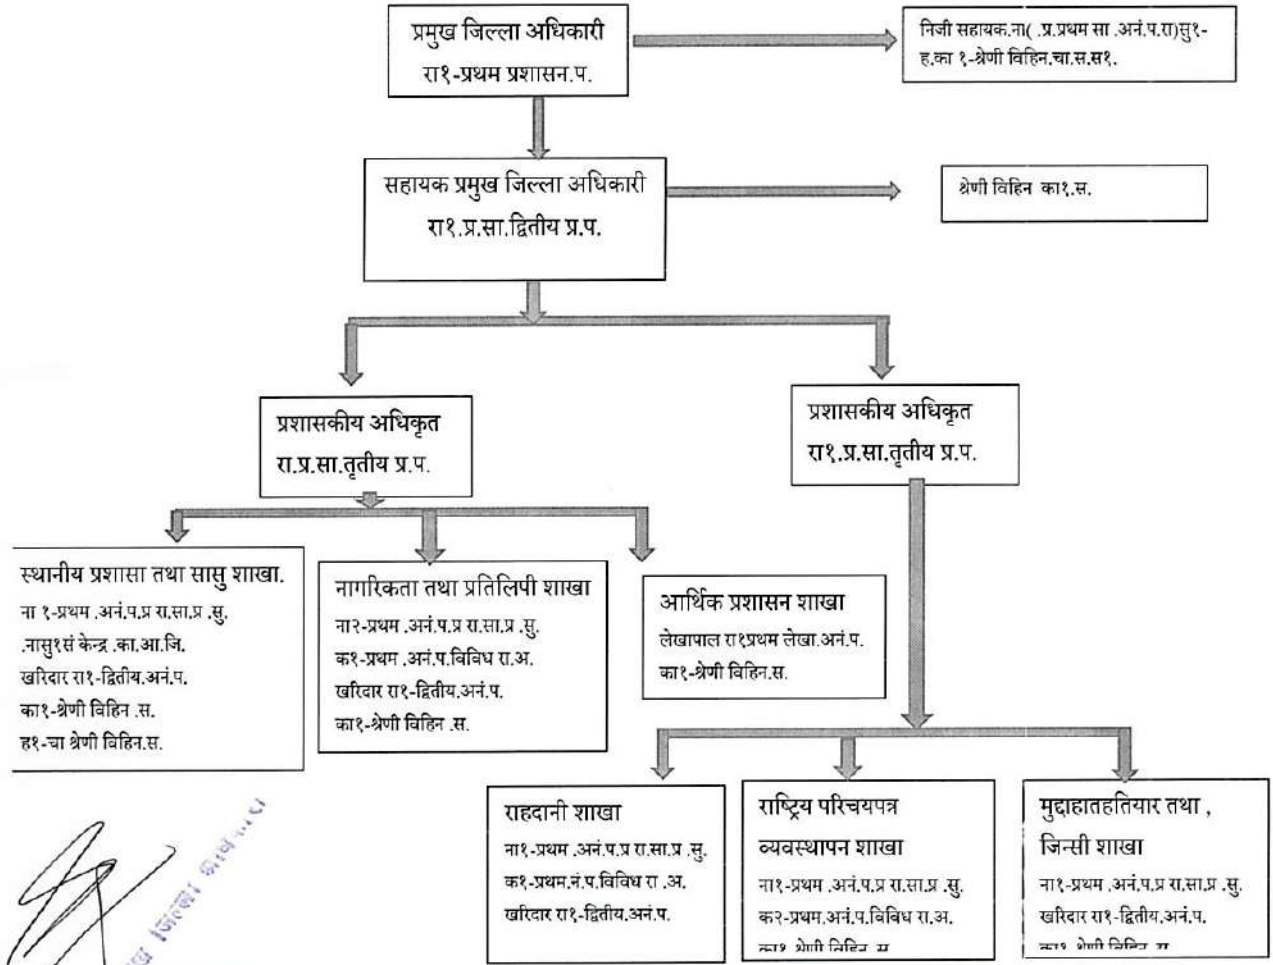 प्रमुख जिल्ला अधिकारी
रा१-प्रथम प्रशासन.प.
निजी सहायक.ना( .प्र.प्रथम सा .अनं.प.रा)सु१-
ह.का १-श्रेणी विहिन.चा.स.स१.
सहायक प्रमुख जिल्ला अधिकारी
रा१.प्र.सा.द्वितीय प्र.प.
श्रेणी विहिन का१.स.
प्रशासकीय अधिकृत
रा.प्र.सा.तृतीय प्र.प.
प्रशासकीय अधिकृत
रा१.प्र.सा.तृतीय प्र.प.
स्थानीय प्रशासा तथा सासु शाखा.
ना १-प्रथम .अनं.प.प्र रा.सा.प्र .सु.
.नासु१सं केन्द्र .का.आ.जि.
खरिदार रा१-द्वितीय.अनं.प.
का१-श्रेणी विहिन .स.
ह१-चा श्रेणी विहिन.स.
नागरिकता तथा प्रतिलिपी शाखा
ना२-प्रथम .अनं.प.प्र रा.सा.प्र .सु.
क१-प्रथम .अनं.प.विविध रा.अ.
खरिदार रा१-द्वितीय.अनं.प.
का१-श्रेणी विहिन .स.
आर्थिक प्रशासन शाखा
लेखापाल रा१प्रथम लेखा.अनं.प.
का१-श्रेणी विहिन.स.
राहदानी शाखा
ना१-प्रथम .अनं.प.प्र रा.सा.प्र .सु.
क१-प्रथम.नं.प.विविध रा .अ.
खरिदार रा१-द्वितीय.अनं.प.
राष्ट्रिय परिचयपत्र
व्यवस्थापन शाखा
ना१-प्रथम .अनं.प.प्र रा.सा.प्र .सु.
क२-प्रथम.अनं.प.विविध रा.अ.
का१ श्रेणी विहिन .स
मुद्दाहातहतियार तथा ,
जिन्सी शाखा
ना१-प्रथम .अनं.प.प्र रा.सा.प्र .सु.
खरिदार रा१-द्वितीय.अनं.प.
का१ श्रेणी विहिन .स
जिल्ला